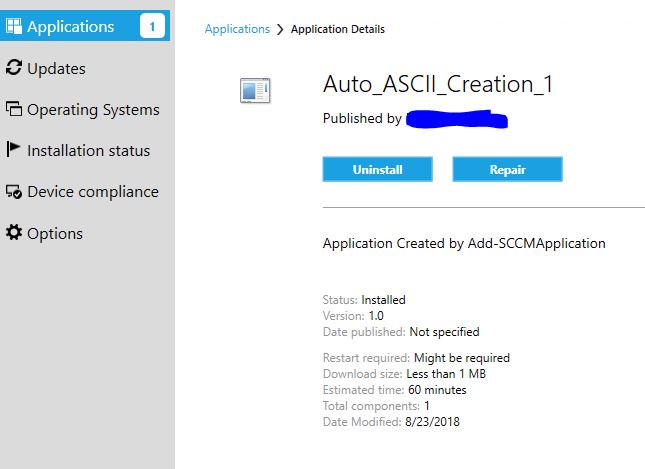 Applications
1
Updates
Operating Systems
Installation status
Device compliance
Options
Applications > Application Details
Auto_ASCII_Creation_1
Published by
Uninstall
Repair
Application Created by Add-SCCMApplication
Status: Installed
Version: 1.0
Date published: Not specified
Restart required: Might be required
Download size: Less than 1 MB
Estimated time: 60 minutes
Total components: 1
Date Modified: 8/23/2018